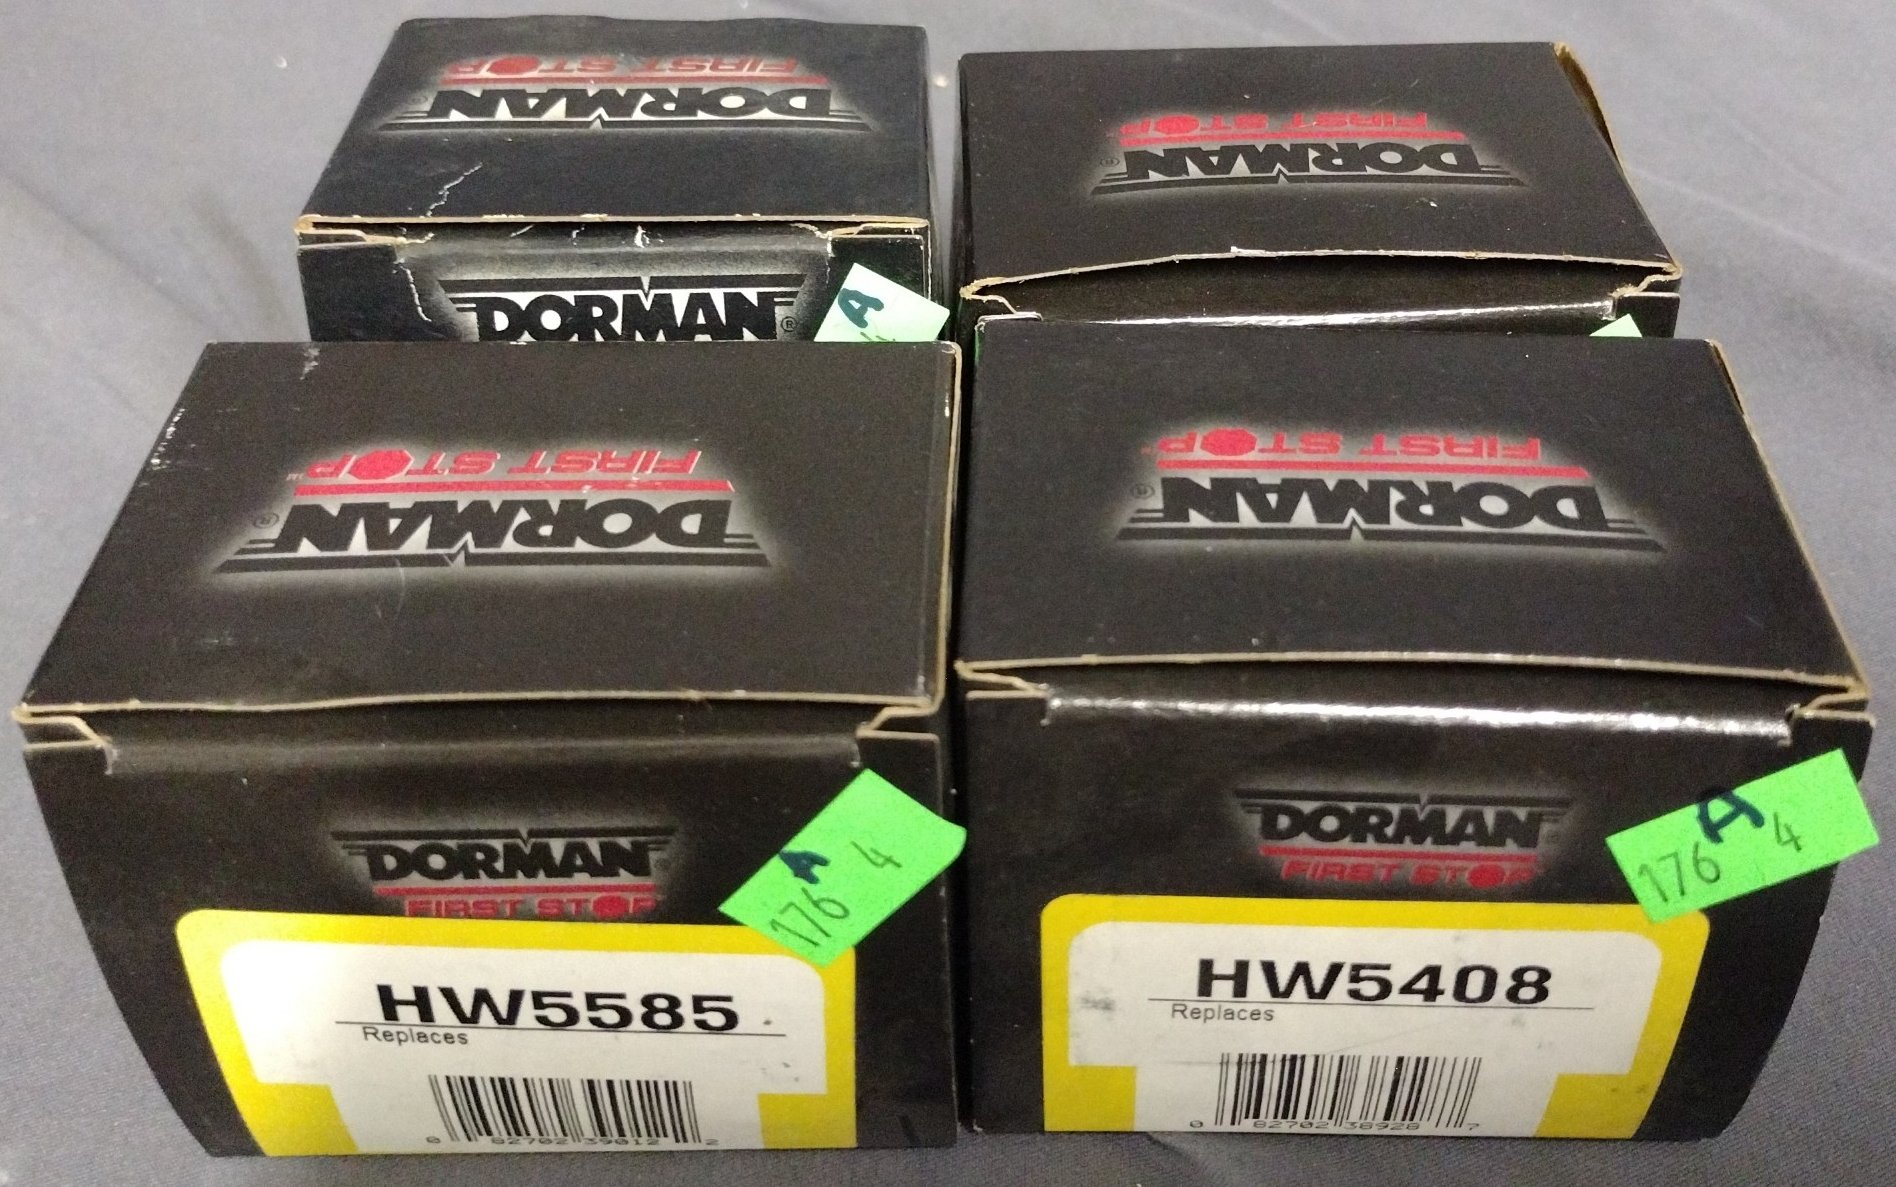 FIRST STOP
DORMAN®
DORMAN®
A
FIRST STOP
DORMAN®
FIRST STOP™
DORMAN®
DORMAN®
FIRST STOP
A
176 4
HW5585
Replaces
0 82702 39012 2
FIRST STOP
DORMAN®
DORMAN
FIRST STOP
A
176 4
HW5408
Replaces
0 82702 38928 7